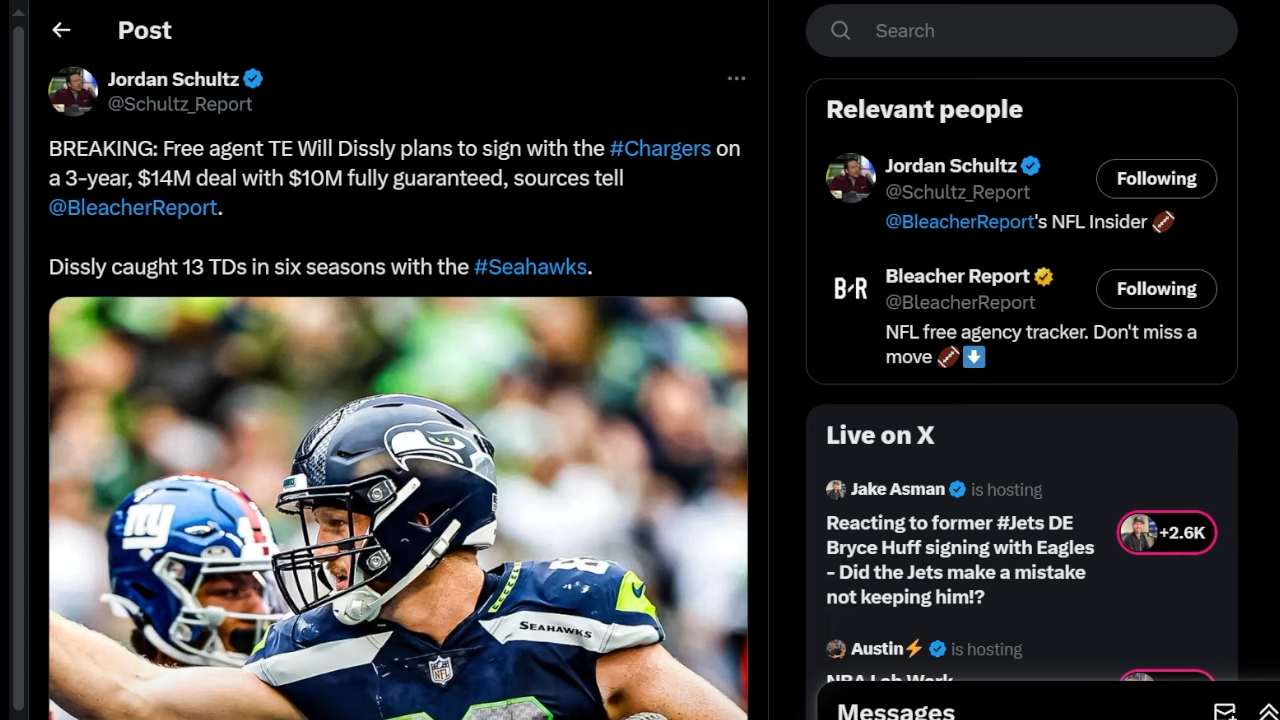 Post
Jordan Schultz
@Schultz_Report
BREAKING: Free agent TE Will Dissly plans to sign with the #Chargers on
a 3-year, $14M deal with $10M fully guaranteed, sources tell
@BleacherReport.
Dissly caught 13 TDs in six seasons with the #Seahawks.
ny
SEAHAWKS
NFL
Search
Relevant people
Jordan Schultz
@Schultz_Report
Following
@BleacherReport's NFL Insider 🏈
B/R
Bleacher Report
@BleacherReport
Following
NFL free agency tracker. Don't miss a
move 🏈⬇️
Live on X
Jake Asman is hosting
Reacting to former #Jets DE
Bryce Huff signing with Eagles
- Did the Jets make a mistake
not keeping him!?
+2.6K
Austin⚡ is hosting
NBA Lab Work
Messages